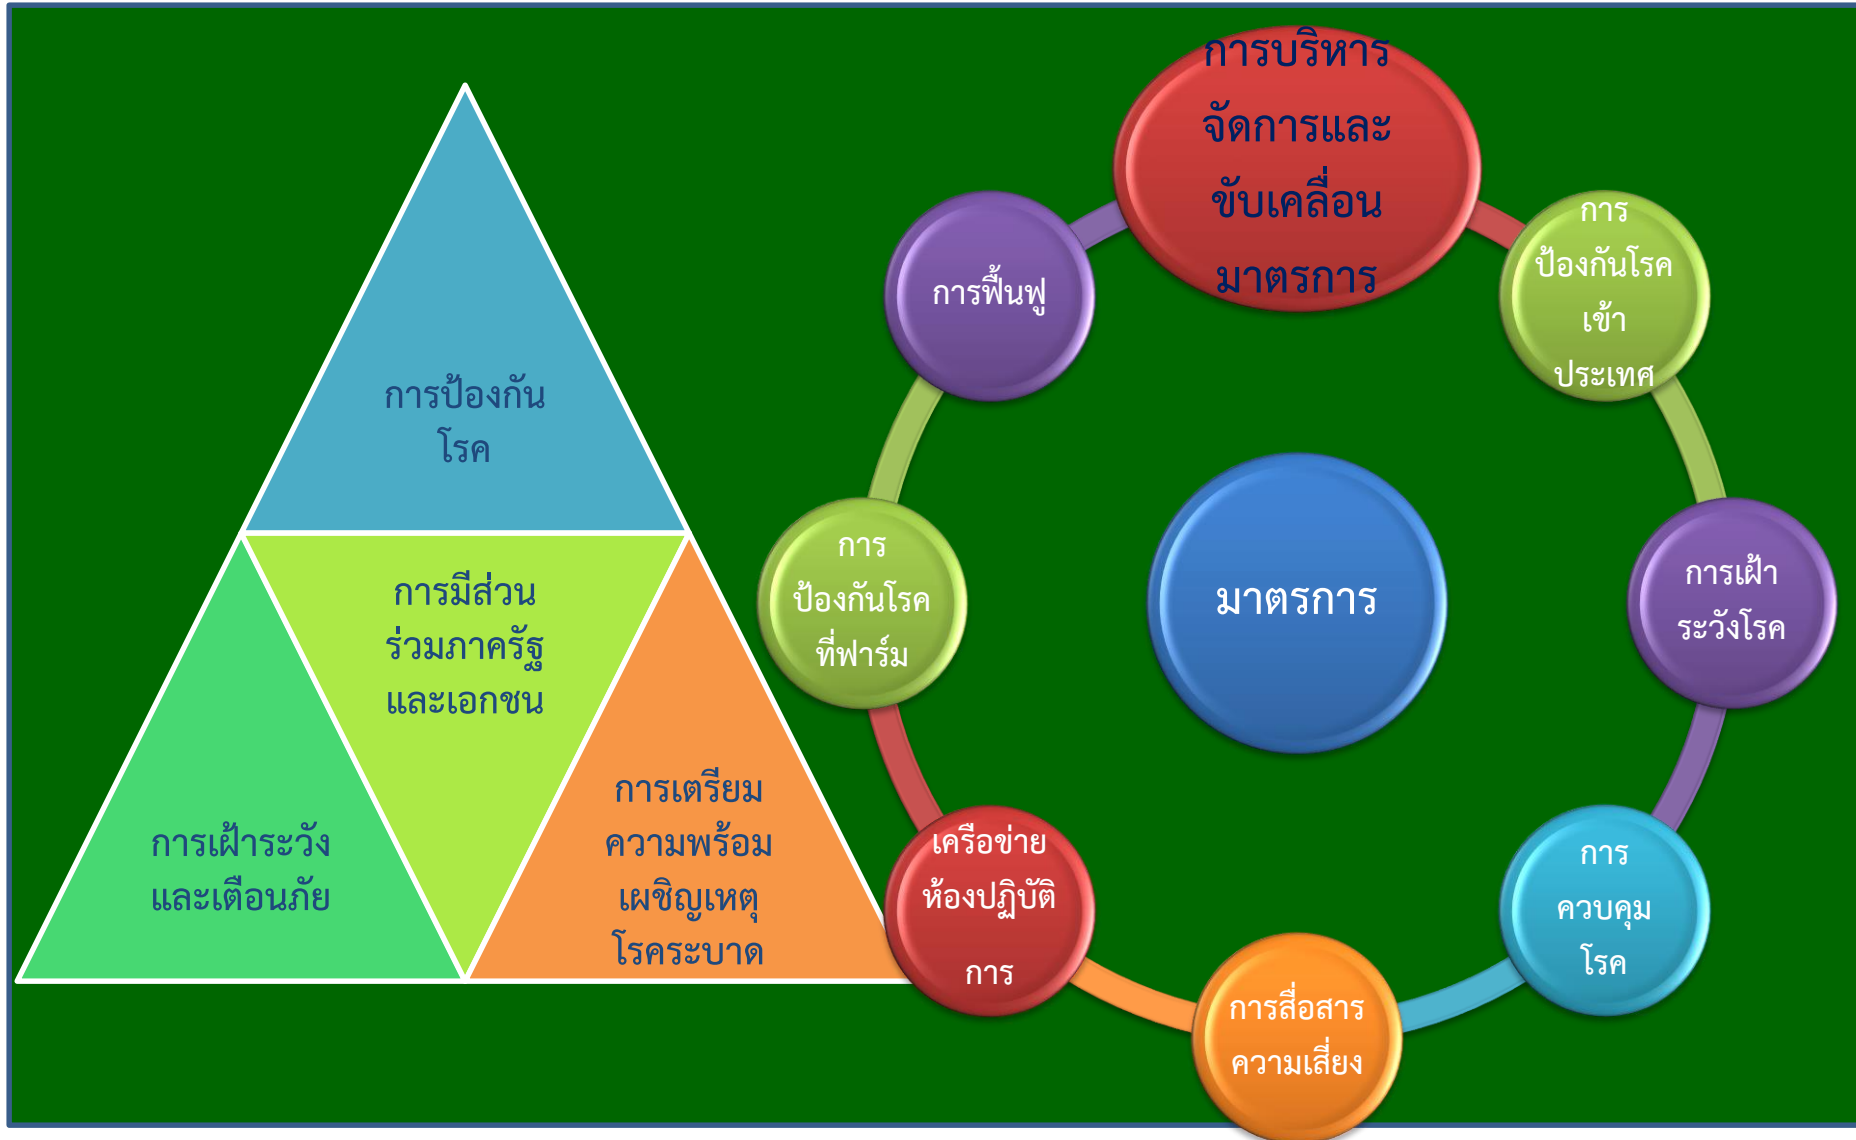 การป้องกัน
โรค
การมีส่วน
ร่วมภาครัฐ
และเอกชน
การเฝ้าระวัง
และเตือนภัย
การเตรียม
ความพร้อม
เผชิญเหตุ
โรคระบาด
การบริหาร
จัดการและ
ขับเคลื่อน
มาตรการ
การ
ป้องกันโรค
เข้า
ประเทศ
การเฝ้า
ระวังโรค
การ
ควบคุม
โรค
การสื่อสาร
ความเสี่ยง
เครือข่าย
ห้องปฏิบัติ
การ
การ
ป้องกันโรค
ที่ฟาร์ม
การฟื้นฟู
มาตรการ